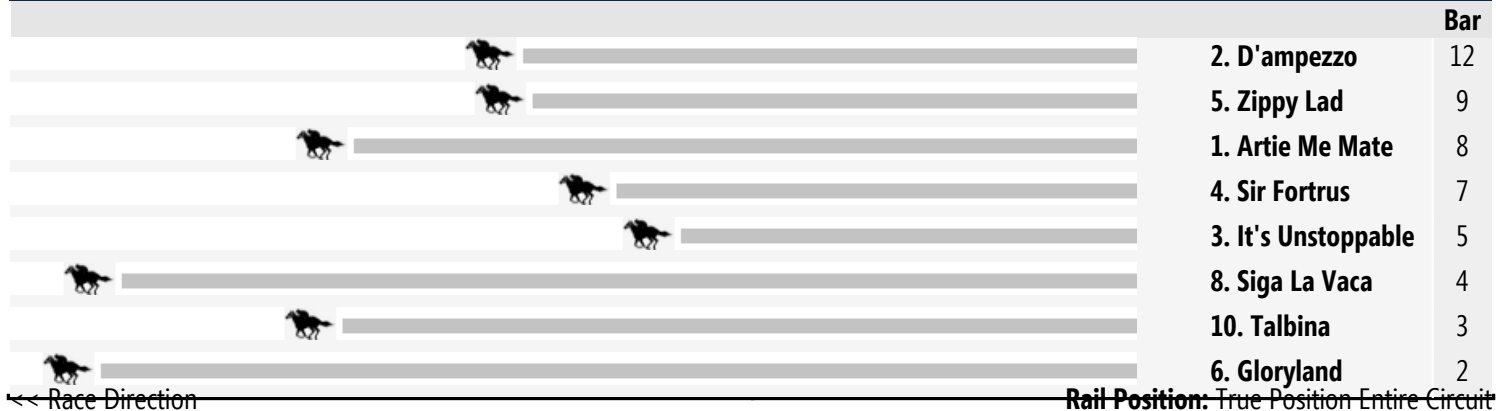 Bar
2. D'ampezzo 12
5. Zippy Lad 9
1. Artie Me Mate 8
4. Sir Fortrus 7
3. It's Unstoppable 5
8. Siga La Vaca 4
10. Talbina 3
6. Gloryland 2
<< Race Direction Rail Position: True Position Entire Circuit